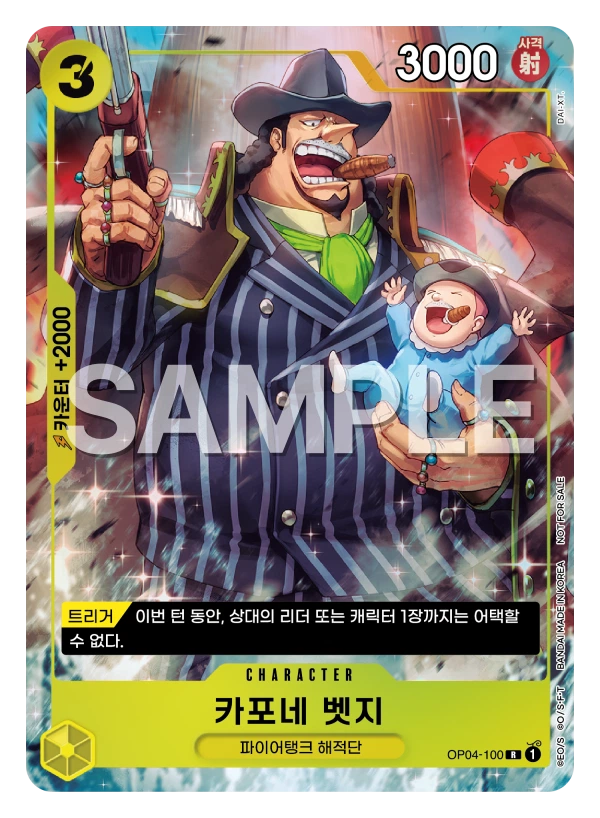 3
3000
사격
射
DAI-XT.
카운터 +2000
SAMPLE
트리거 이번 턴 동안, 상대의 리더 또는 캐릭터 1장까지는 어택할
수 없다.
CHARACTER
카포네 벳지
파이어탱크 해적단
OP04-100 R 1
©E.O/S ©O/S·F·T BANDAI MADE IN KOREA NOT FOR SALE